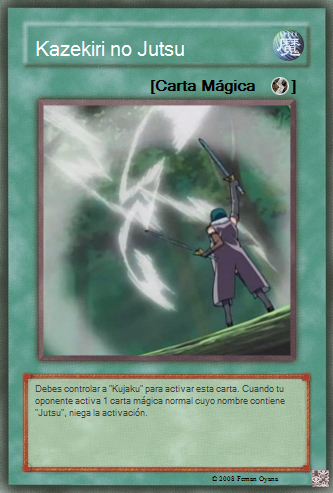 Kazekiri no Jutsu
魔
[Carta Mágica ]
Debes controlar a "Kujaku" para activar esta carta. Cuando tu
oponente activa 1 carta mágica normal cuyo nombre contiene
"Jutsu", niega la activación.
©2008 Fernan Oyana